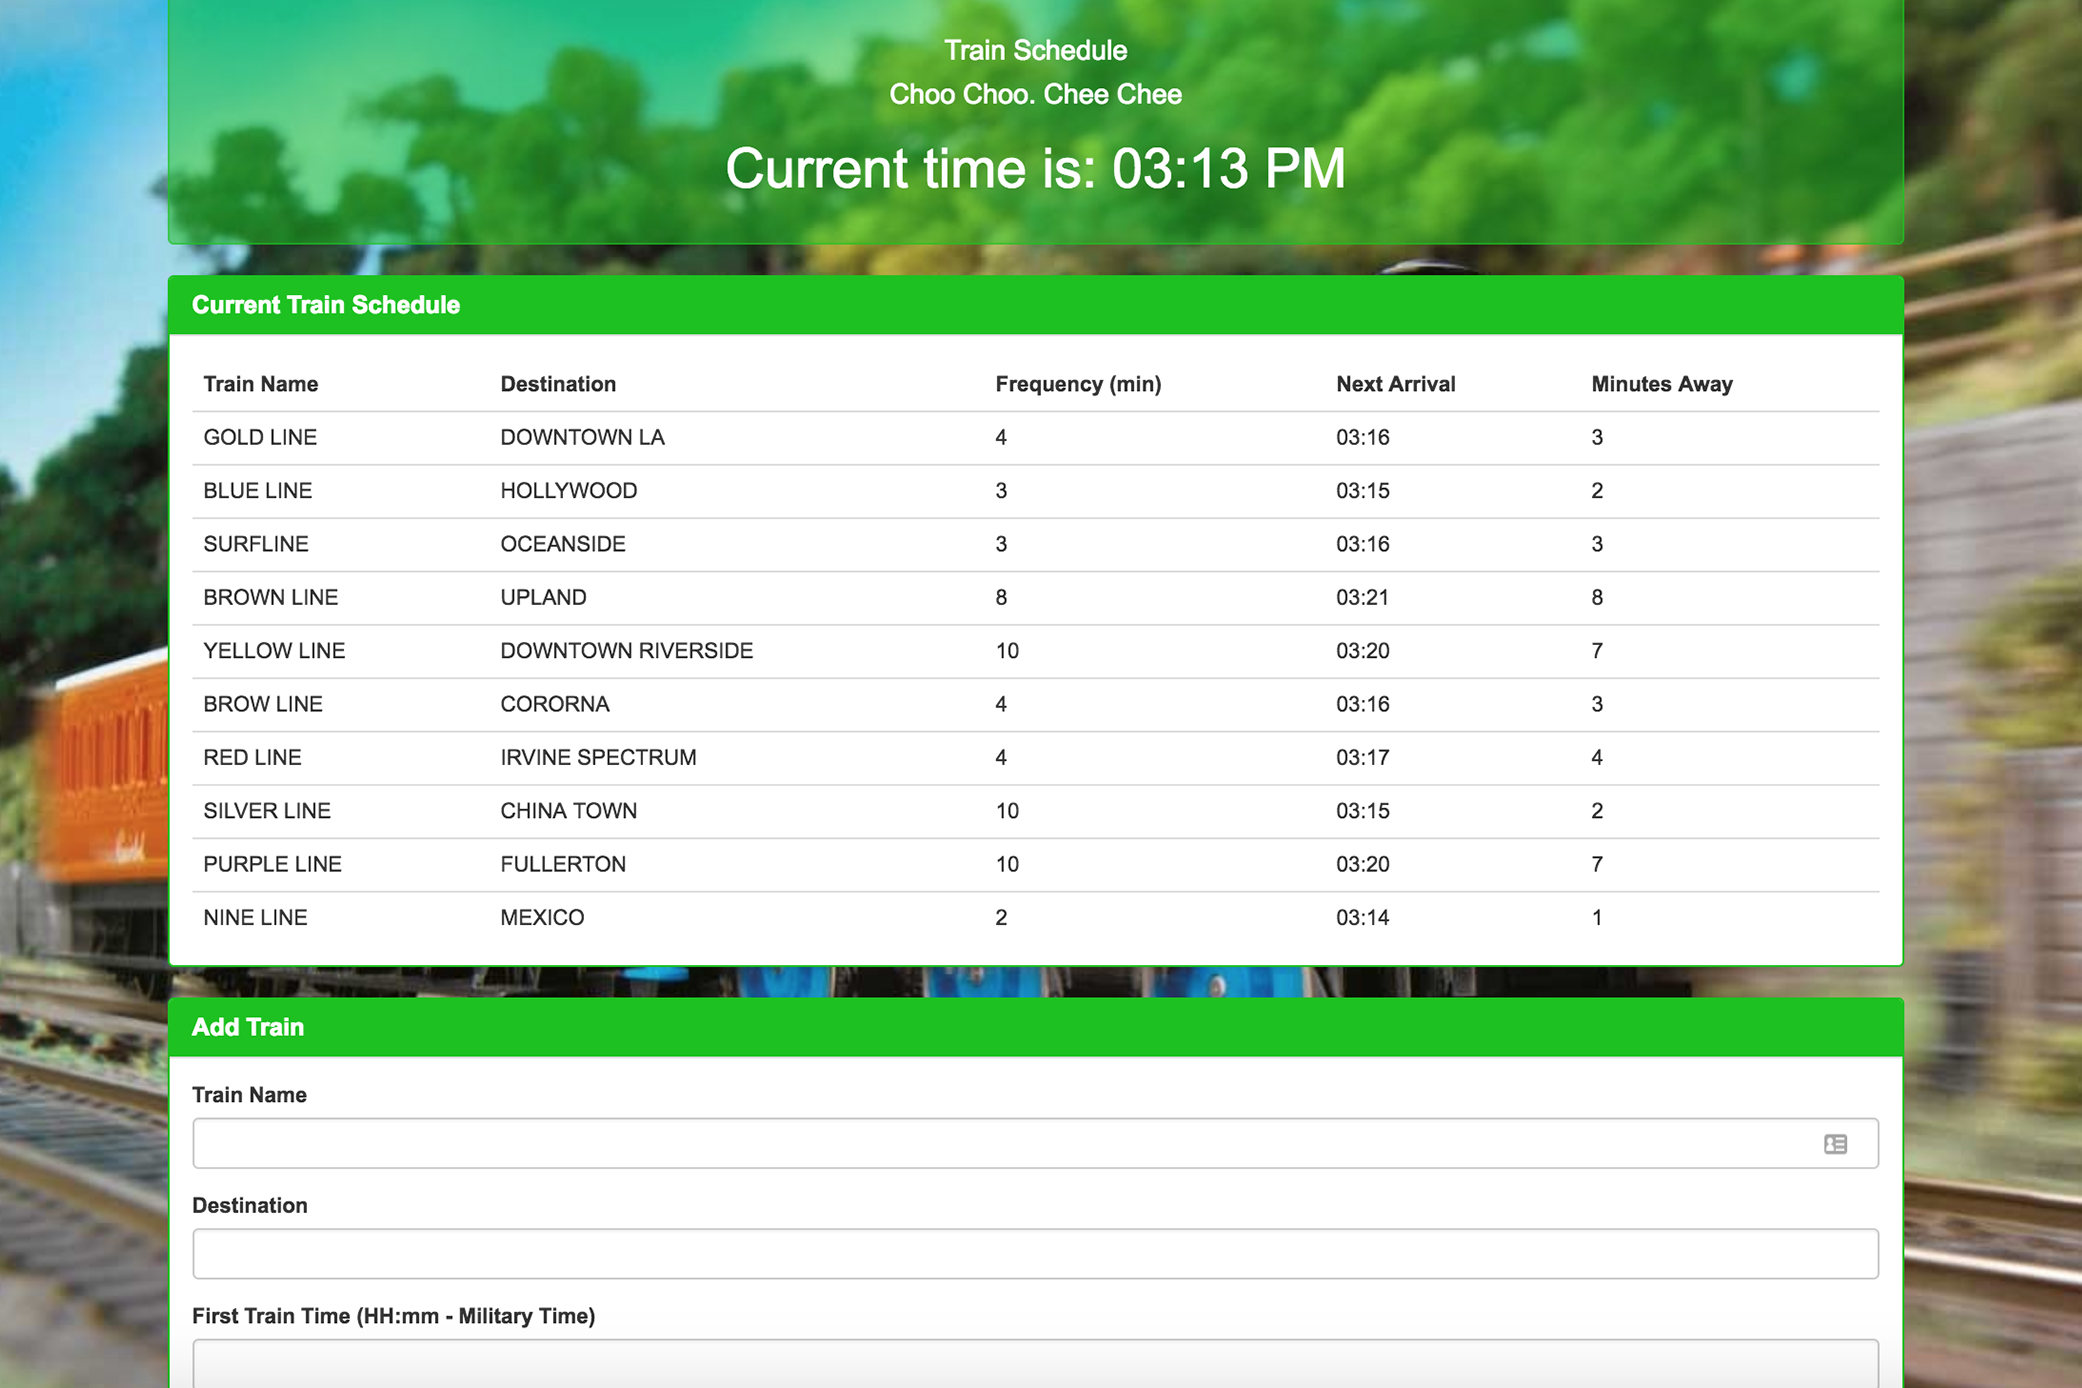 Train Schedule
Choo Choo. Chee Chee
Current time is: 03:13 PM
Current Train Schedule
Train Name Destination Frequency (min) Next Arrival Minutes Away
GOLD LINE DOWNTOWN LA 4 03:16 3
BLUE LINE HOLLYWOOD 3 03:15 2
SURFLINE OCEANSIDE 3 03:16 3
BROWN LINE UPLAND 8 03:21 8
YELLOW LINE DOWNTOWN RIVERSIDE 10 03:20 7
BROW LINE CORORNA 4 03:16 3
RED LINE IRVINE SPECTRUM 4 03:17 4
SILVER LINE CHINA TOWN 10 03:15 2
PURPLE LINE FULLERTON 10 03:20 7
NINE LINE MEXICO 2 03:14 1
Add Train
Train Name
Destination
First Train Time (HH:mm - Military Time)